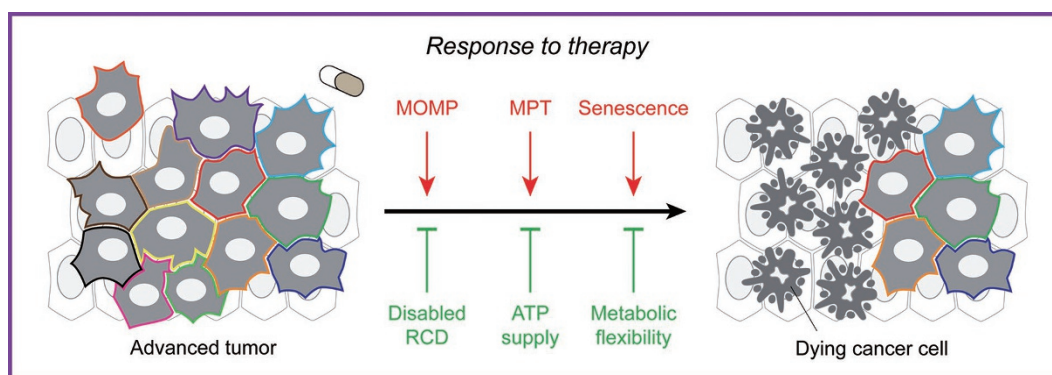 Response to therapy
MOMP
MPT
Senescence
Disabled
RCD
ATP
supply
Metabolic
flexibility
Advanced tumor
Dying cancer cell